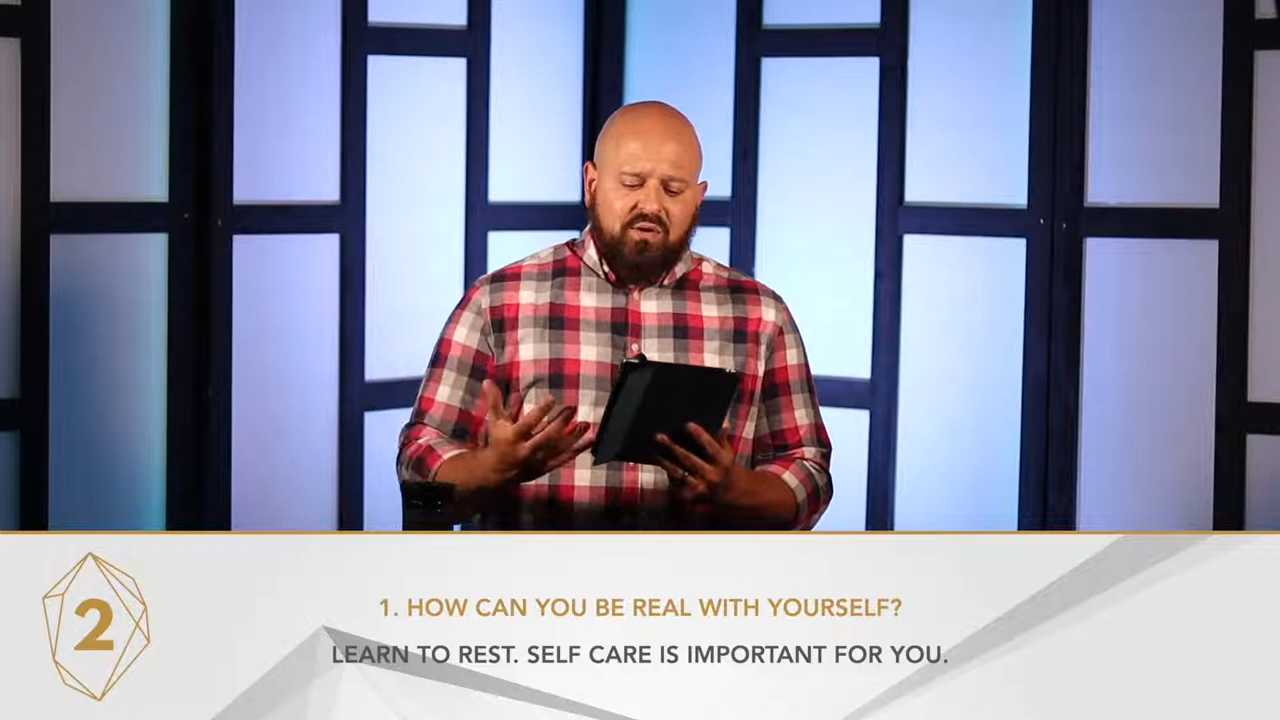 2
1. HOW CAN YOU BE REAL WITH YOURSELF?
LEARN TO REST. SELF CARE IS IMPORTANT FOR YOU.